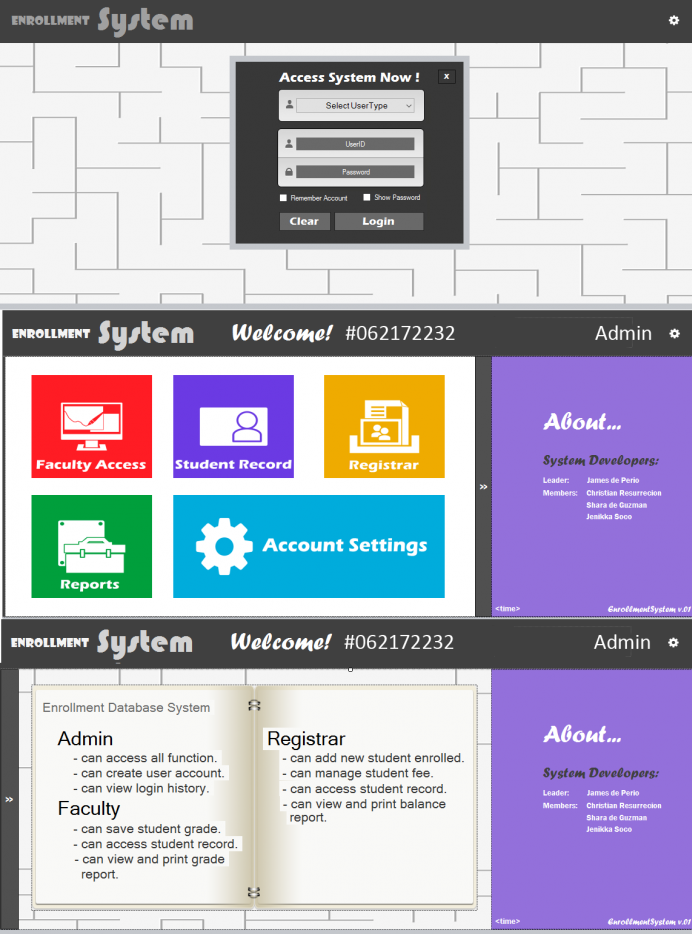 ENROLLMENT System
Access System Now !
x
Select UserType
UserID
Password
Remember Account
Show Password
Clear
Login
ENROLLMENT System
Welcome! #062172232
Admin
Faculty Access
Student Record
Registrar
Reports
Account Settings
»
About...
System Developers:
Leader: James de Perio
Members: Christian Resurrecion
Shara de Guzman
Jenikka Soco
<time>
EnrollmentSystem v.01
ENROLLMENT System
Welcome! #062172232
Admin
»
Enrollment Database System
Admin
- can access all function.
- can create user account.
- can view login history.
Faculty
- can save student grade.
- can access student record.
- can view and print grade
report.
Registrar
- can add new student enrolled.
- can manage student fee.
- can access student record.
- can view and print balance
report.
About...
System Developers:
Leader: James de Perio
Members: Christian Resurrecion
Shara de Guzman
Jenikka Soco
<time>
EnrollmentSystem v.01